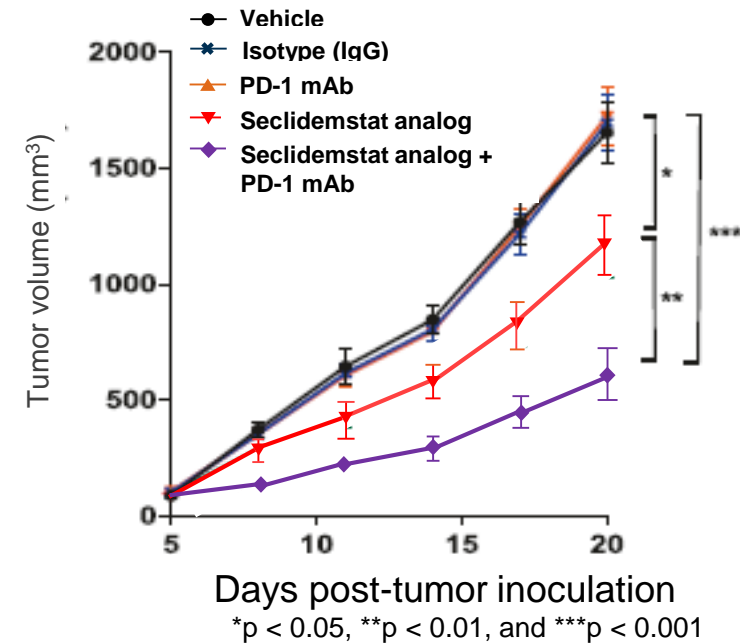 Vehicle
Isotype (IgG)
PD-1 mAb
Seclidemstat analog
Seclidemstat analog +
PD-1 mAb
Tumor volume (mm³)
2000
1500
1000
500
0
5 10 15 20
*
**
***
Days post-tumor inoculation
*p < 0.05, **p < 0.01, and ***p < 0.001